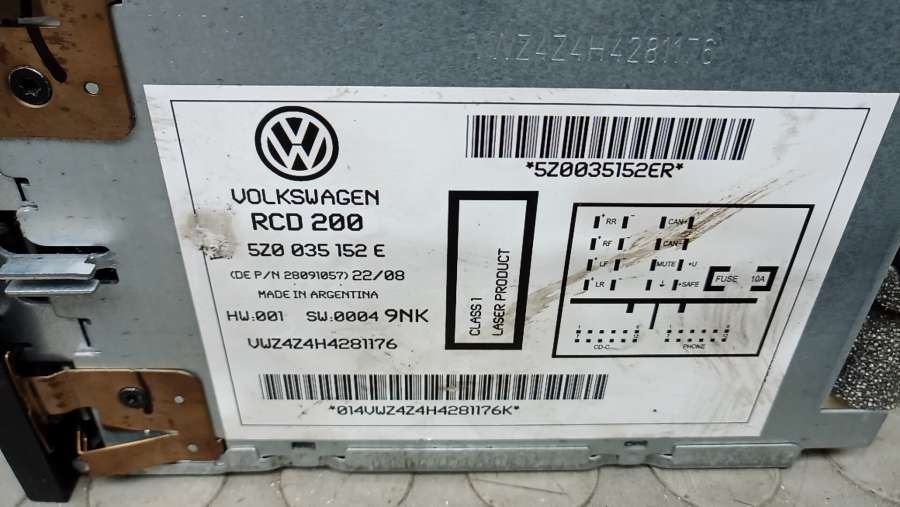 VWZ4Z4H4281176
*5Z0035152ER*
VOLKSWAGEN
RCD 200
5Z0 035 152 E
(DE P/N 28091057) 22/08
MADE IN ARGENTINA
HW:001 SW:0004 9NK
VWZ4Z4H4281176
CLASS 1
LASER PRODUCT
+ RR - CAN+
+ RF - CAN-
+ LF - MUTE +U
+ LR - +SAFE
FUSE 10A
CD-C PHONE
*014VWZ4Z4H4281176K*